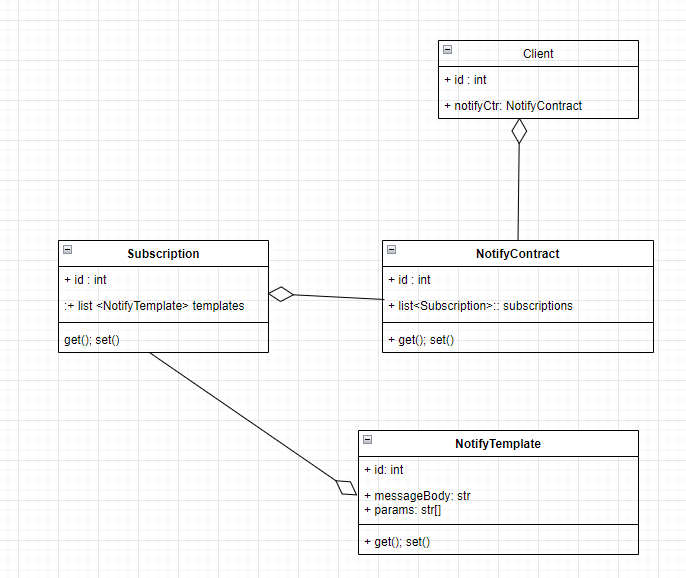 Client
+ id : int
+ notifyCtr: NotifyContract
Subscription
+ id : int
:+ list <NotifyTemplate> templates
get(); set()
NotifyContract
+ id : int
+ list<Subscription>:: subscriptions
+ get(); set()
NotifyTemplate
+ id: int
+ messageBody: str
+ params: str[]
+ get(); set()